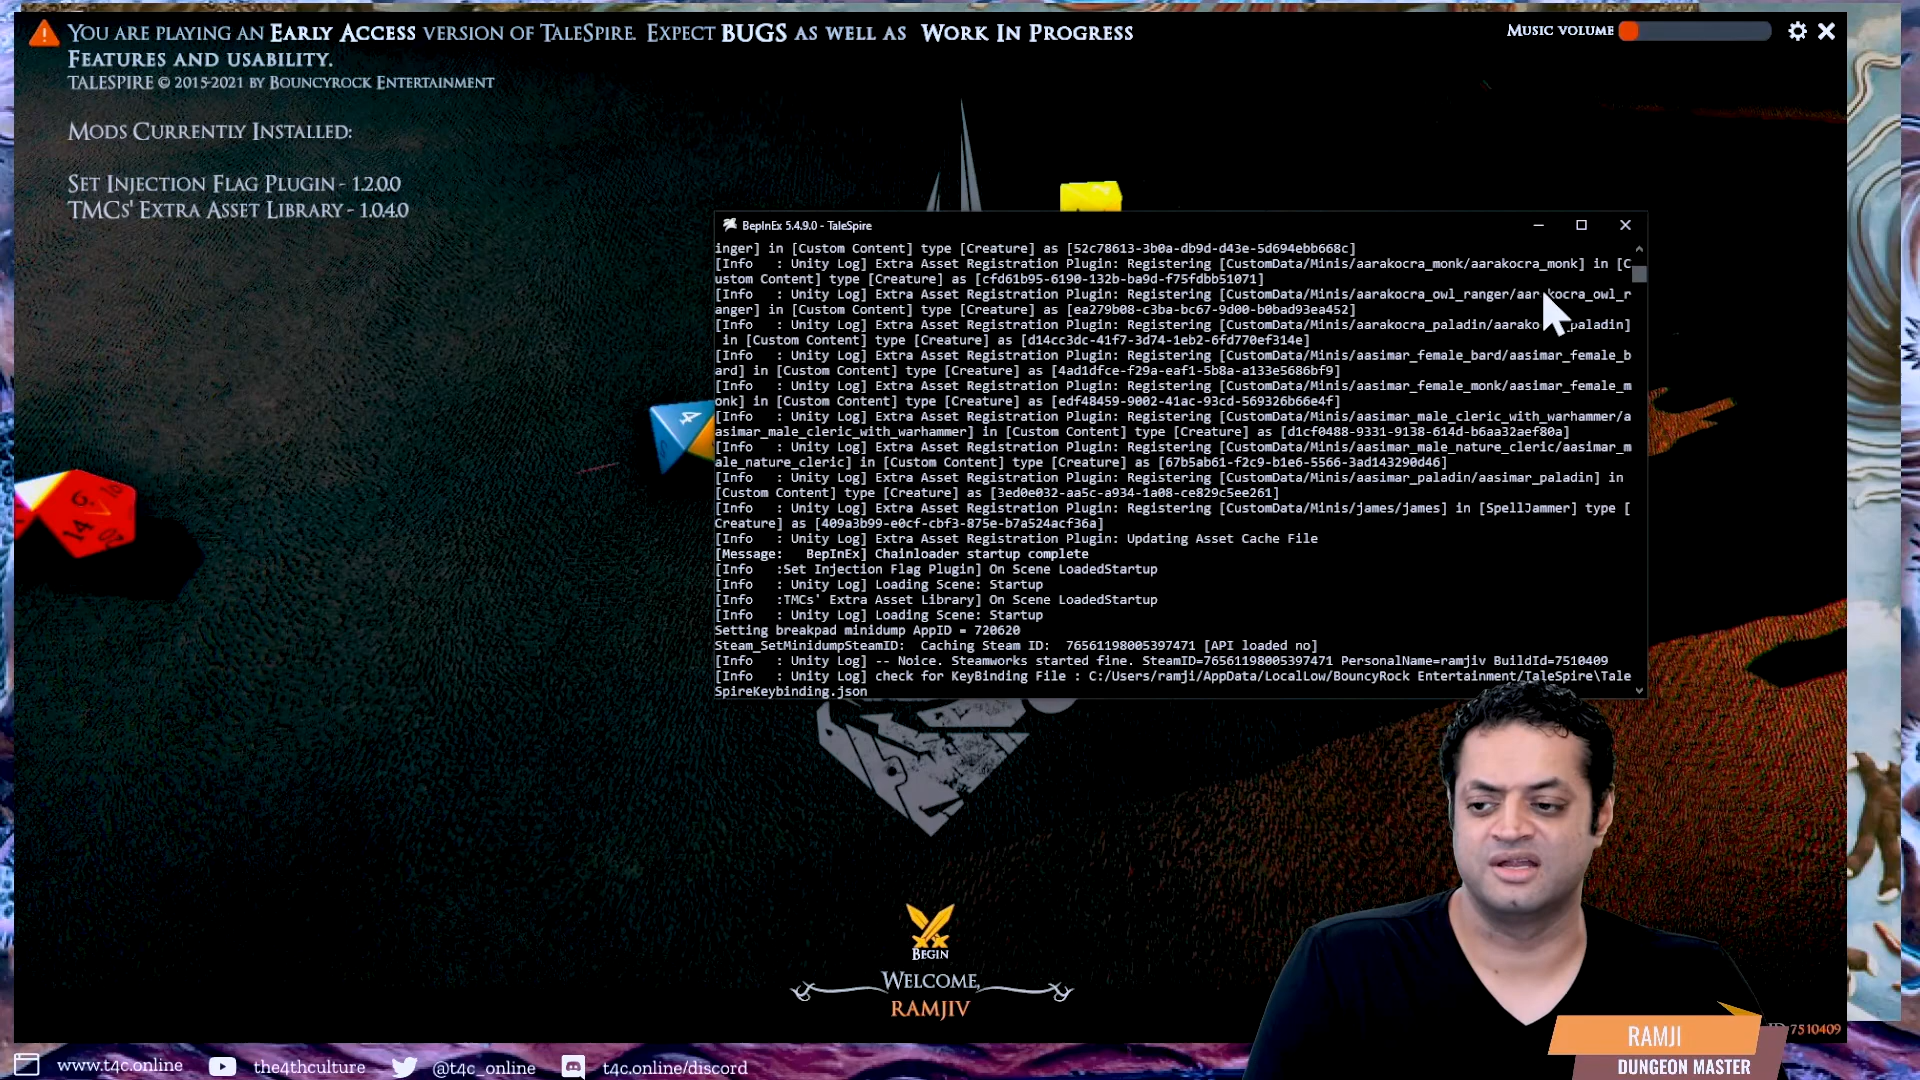 YOU ARE PLAYING AN EARLY ACCESS VERSION OF TALESPIRE. EXPECT BUGS AS WELL AS WORK IN PROGRESS
FEATURES AND USABILITY.
TALESPIRE © 2015-2021 BY BOUNCYROCK ENTERTAINMENT
MUSIC VOLUME
MODS CURRENTLY INSTALLED:
SET INJECTION FLAG PLUGIN - 1.2.0.0
TMCS' EXTRA ASSET LIBRARY - 1.0.4.0
BepInEx 5.4.9.0 - TaleSpire
inger] in [Custom Content] type [Creature] as [52c78613-3b0a-db9d-d43e-5d694ebb668c]
[Info   : Unity Log] Extra Asset Registration Plugin: Registering [CustomData/Minis/aarakocra_monk/aarakocra_monk] in [C
ustom Content] type [Creature] as [cfd61b95-6190-132b-ba9d-f75fdbb51071]
[Info   : Unity Log] Extra Asset Registration Plugin: Registering [CustomData/Minis/aarakocra_owl_ranger/aar kocra_owl_r
anger] in [Custom Content] type [Creature] as [ea279b08-c3ba-bc67-9d00-b0bad93ea452]
[Info   : Unity Log] Extra Asset Registration Plugin: Registering [CustomData/Minis/aarakocra_paladin/aarako paladin]
in [Custom Content] type [Creature] as [d14cc3dc-41f7-3d74-1eb2-6fd770ef314e]
[Info   : Unity Log] Extra Asset Registration Plugin: Registering [CustomData/Minis/aasimar_female_bard/aasimar_female_b
ard] in [Custom Content] type [Creature] as [4ad1dfce-f29a-eaf1-5b8a-a133e5686bf9]
[Info   : Unity Log] Extra Asset Registration Plugin: Registering [CustomData/Minis/aasimar_female_monk/aasimar_female_m
onk] in [Custom Content] type [Creature] as [edf48459-9002-41ac-93cd-569326b66e4f]
[Info   : Unity Log] Extra Asset Registration Plugin: Registering [CustomData/Minis/aasimar_male_cleric_with_warhammer/a
asimar_male_cleric_with_warhammer] in [Custom Content] type [Creature] as [d1cf0488-9331-9138-614d-b6aa32aef80a]
[Info   : Unity Log] Extra Asset Registration Plugin: Registering [CustomData/Minis/aasimar_male_nature_cleric/aasimar_m
ale_nature_cleric] in [Custom Content] type [Creature] as [67b5ab61-f2c9-b1e6-5566-3ad143290d46]
[Info   : Unity Log] Extra Asset Registration Plugin: Registering [CustomData/Minis/aasimar_paladin/aasimar_paladin] in
[Custom Content] type [Creature] as [3ed0e032-aa5c-a934-1a08-ce829c5ee261]
[Info   : Unity Log] Extra Asset Registration Plugin: Registering [CustomData/Minis/james/james] in [SpellJammer] type [
Creature] as [409a3b99-e0cf-cbf3-875e-b7a524acf36a]
[Info   : Unity Log] Extra Asset Registration Plugin: Updating Asset Cache File
[Message:   BepInEx] Chainloader startup complete
[Info   :Set Injection Flag Plugin] On Scene LoadedStartup
[Info   : Unity Log] Loading Scene: Startup
[Info   :TMCs' Extra Asset Library] On Scene LoadedStartup
[Info   : Unity Log] Loading Scene: Startup
Setting breakpad minidump AppID = 720620
Steam_SetMinidumpSteamID:  Caching Steam ID:  76561198005397471 [API loaded no]
[Info   : Unity Log] -- Noice. Steamworks started fine. SteamID=76561198005397471 PersonalName=ramjiv BuildId=7510409
[Info   : Unity Log] check for KeyBinding File : C:/Users/ramji/AppData/LocalLow/BouncyRock Entertainment/TaleSpire\Tale
SpireKeybinding.json
4
6
14
10
20
BEGIN
WELCOME,
RAMJIV
ID 7510409
RAMJI
DUNGEON MASTER
www.t4c.online
the4thculture
@t4c_online
t4c.online/discord